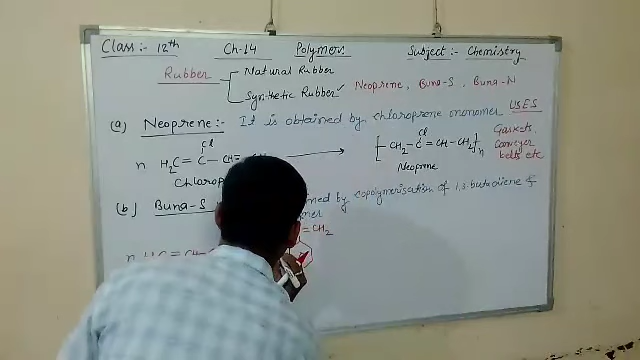 Class:- 12th Ch-14 Polymers Subject:- Chemistry
Rubber Natural Rubber
Synthetic Rubber✓ Neoprene, Buna-S, Buna-N
(a) Neoprene:- It is obtained by chloroprene monomer USES
Gaskets
Conveyer
belts etc
Cl Cl
n H₂C = C - CH= [ CH₂ - C = CH - CH₂ ]n
Neoprene
(b) Buna-S by copolymerisation of 1,3-butadiene &
= CH₂
n